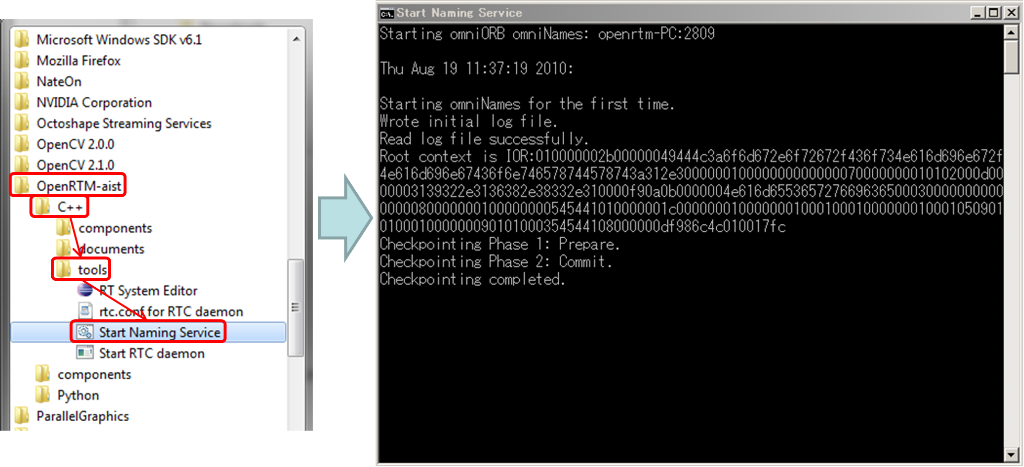 Microsoft Windows SDK v6.1
Mozilla Firefox
NateOn
NVIDIA Corporation
Octoshape Streaming Services
OpenCV 2.0.0
OpenCV 2.1.0
OpenRTM-aist
C++
components
documents
tools
RT System Editor
rtc.conf for RTC daemon
Start Naming Service
Start RTC daemon
components
Python
ParallelGraphics
Start Naming Service
Starting omniORB omniNames: openrtm-PC:2809
Thu Aug 19 11:37:19 2010:
Starting omniNames for the first time.
Wrote initial log file.
Read log file successfully.
Root context is IOR:010000002b00000049444c3a6f6d672e6f72672f436f734e616d696e672f
4e616d696e67436f6e746578744578743a312e30000001000000000000007000000001010200
Checkpointing Phase 1: Prepare.
Checkpointing Phase 2: Commit.
Checkpointing completed.